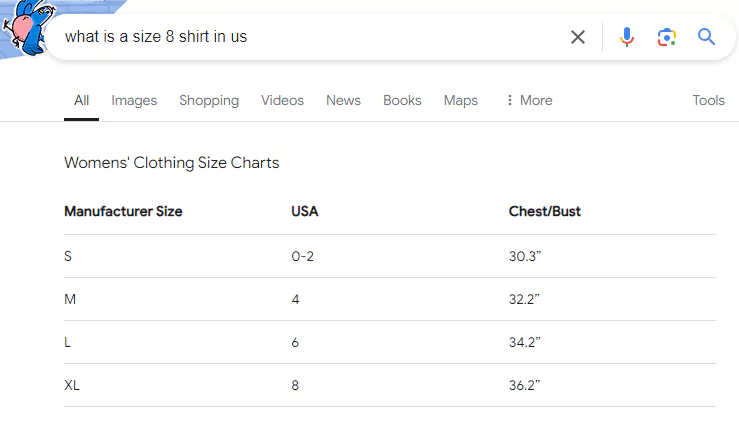 what is a size 8 shirt in us
All Images Shopping Videos News Books Maps More Tools
Womens' Clothing Size Charts
Manufacturer Size USA Chest/Bust
S 0-2 30.3”
M 4 32.2”
L 6 34.2”
XL 8 36.2”